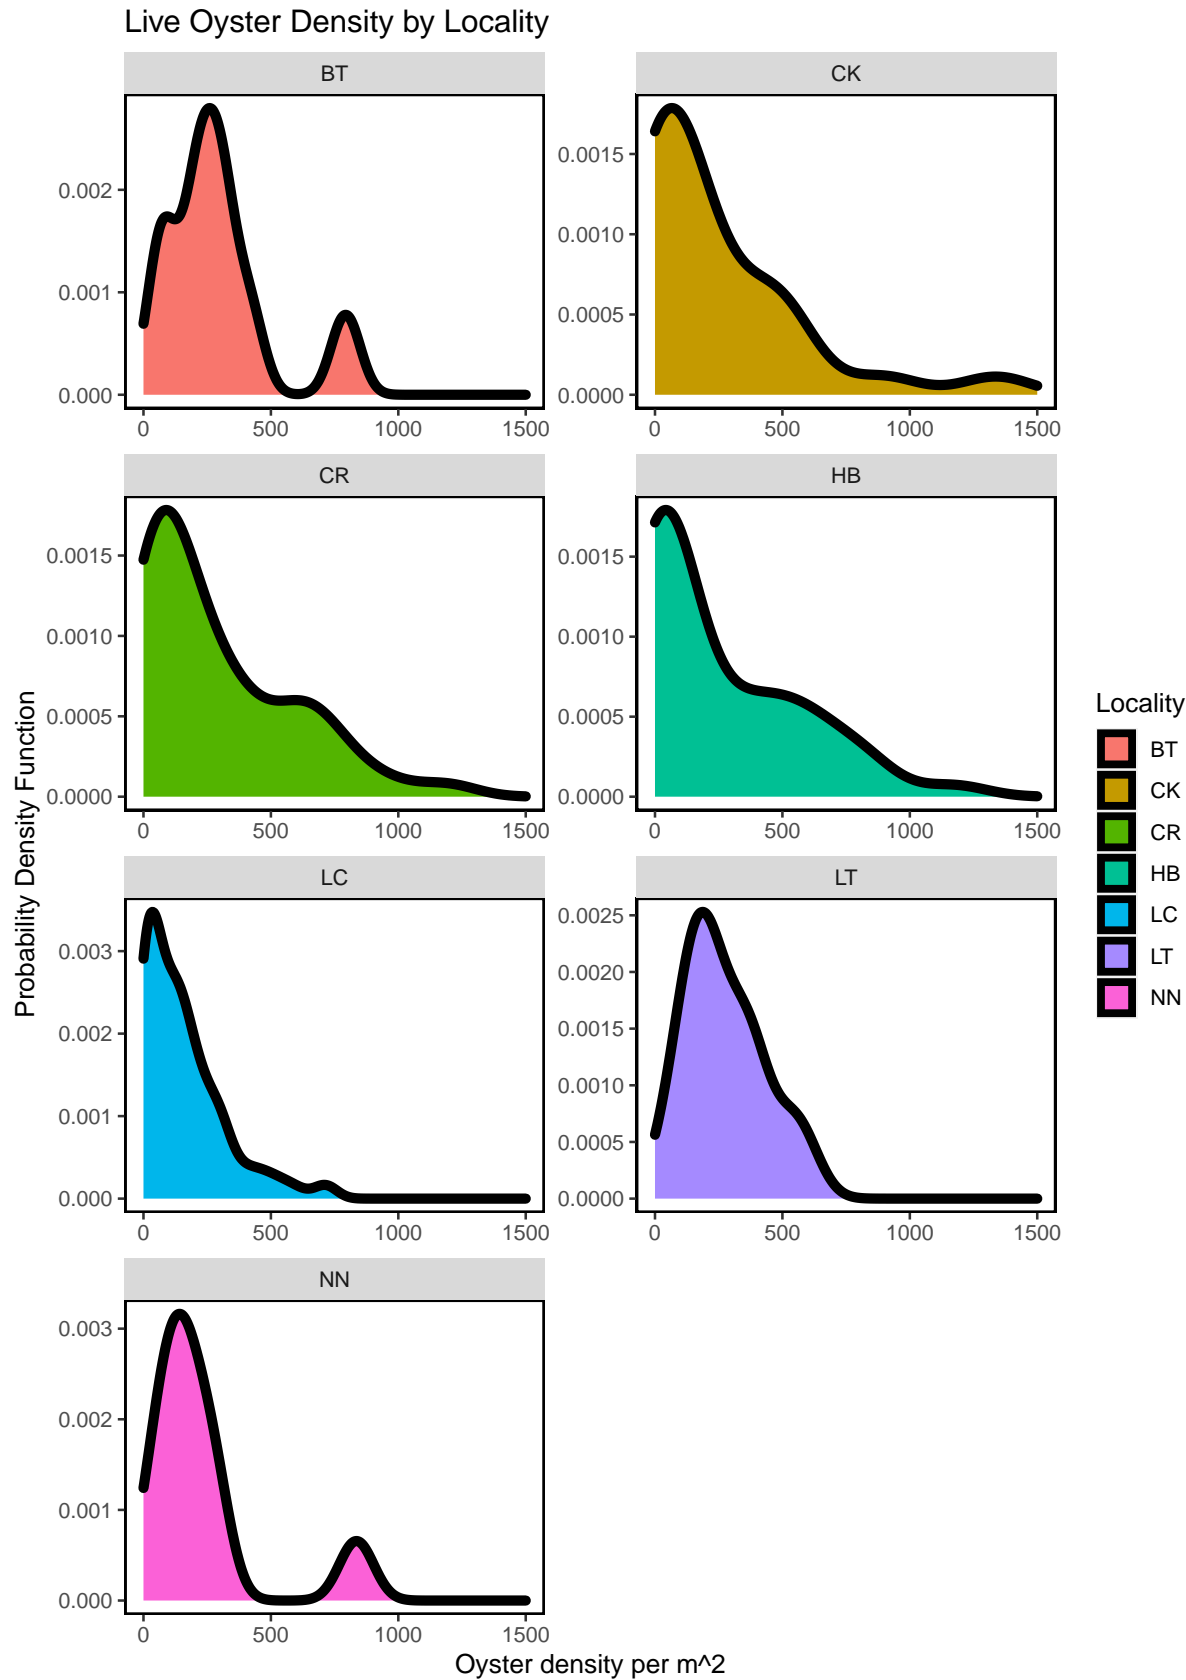 Live Oyster Density by Locality
BT
0.002
0.001
0.000
0 500 1000 1500
CK
0.0015
0.0010
0.0005
0.0000
0 500 1000 1500
CR
0.0015
0.0010
0.0005
0.0000
0 500 1000 1500
HB
0.0015
0.0010
0.0005
0.0000
0 500 1000 1500
LC
0.003
0.002
0.001
0.000
0 500 1000 1500
LT
0.0025
0.0020
0.0015
0.0010
0.0005
0.0000
0 500 1000 1500
NN
0.003
0.002
0.001
0.000
0 500 1000 1500
Probability Density Function
Oyster density per m^2
Locality
BT
CK
CR
HB
LC
LT
NN